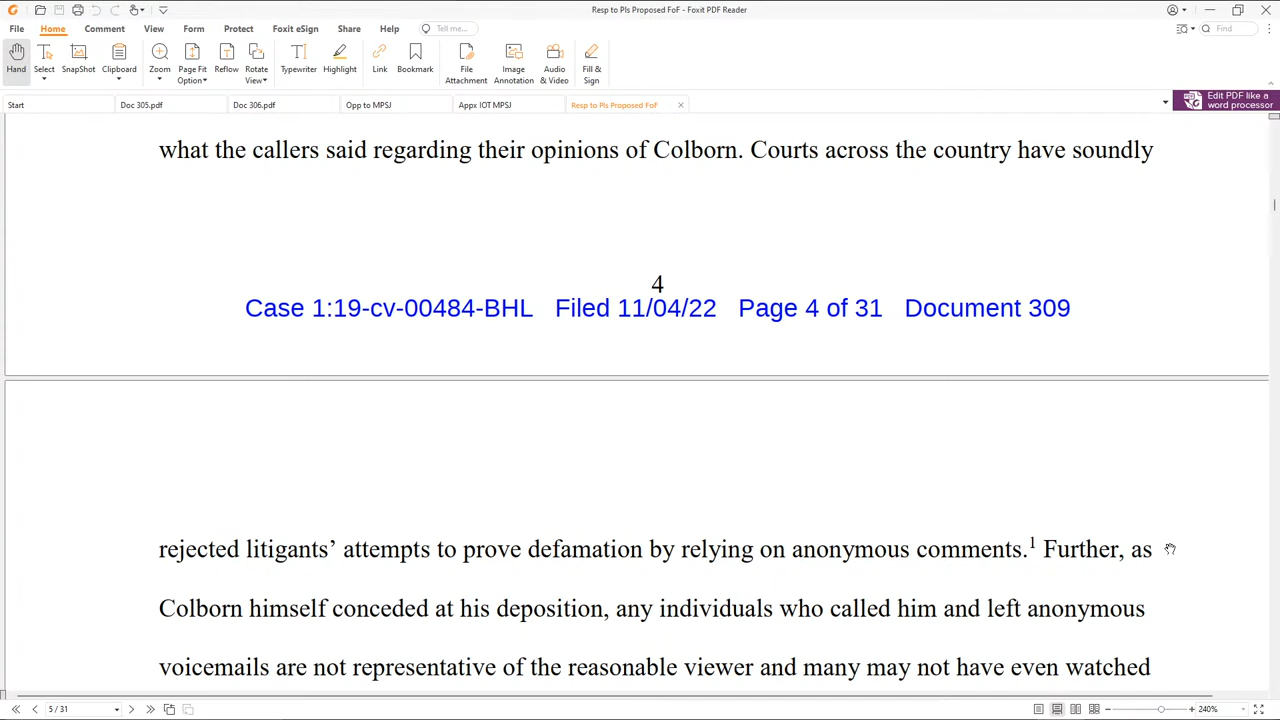 Resp to Pls Proposed FoF - Foxit PDF Reader
File Home Comment View Form Protect Foxit eSign Share Help Tell me... Find
Hand Select SnapShot Clipboard Zoom Page Fit Option Reflow Rotate View Typewriter Highlight Link Bookmark File Attachment Image Annotation Audio & Video Fill & Sign
Start Doc 305.pdf Doc 306.pdf Opp to MPSJ Appx IOT MPSJ Resp to Pls Proposed FoF Edit PDF like a word processor
what the callers said regarding their opinions of Colborn. Courts across the country have soundly
4
Case 1:19-cv-00484-BHL Filed 11/04/22 Page 4 of 31 Document 309
rejected litigants’ attempts to prove defamation by relying on anonymous comments.1 Further, as
Colborn himself conceded at his deposition, any individuals who called him and left anonymous
voicemails are not representative of the reasonable viewer and many may not have even watched
5 / 31 240%